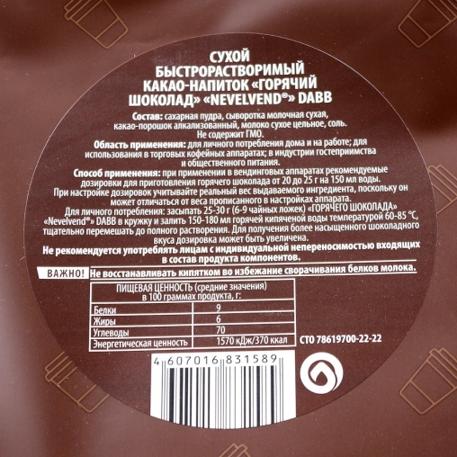 СУХОЙ
БЫСТРОРАСТВОРИМЫЙ
КАКАО-НАПИТОК «ГОРЯЧИЙ
ШОКОЛАД» «NEVELVEND®» DABB
Состав: сахарная пудра, сыворотка молочная сухая,
какао-порошок алкализованный, молоко сухое цельное, соль.
Не содержит ГМО.
Область применения: для личного потребления дома и на работе; для
использования в торговых кофейных аппаратах; в индустрии гостеприимства
и общественного питания.
Способ применения: при применении в вендинговых аппаратах рекомендуемые
дозировки для приготовления горячего шоколада от 20 до 25 г на 150 мл воды.
При настройке дозировок учитывайте реальный вес выдаваемого ингредиента, поскольку он
может отличаться от веса прописанного в настройках аппарата.
Для личного потребления: засыпать 25-30 г (6-9 чайных ложек) «ГОРЯЧЕГО ШОКОЛАДА»
«Nevelvend®» DABB в кружку и залить 150-180 мл горячей кипяченой воды температурой 60-85 °С,
тщательно перемешать до полного растворения. Для получения более насыщенного шоколадного
вкуса дозировка может быть увеличена.
Не рекомендуется употреблять лицам с индивидуальной непереносимостью входящих
в состав продукта компонентов.
ВАЖНО! Не восстанавливать кипятком во избежание сворачивания белков молока.
ПИЩЕВАЯ ЦЕННОСТЬ (средние значения)
в 100 граммах продукта, г:
Белки 9
Жиры 6
Углеводы 70
Энергетическая ценность 1570 кДж/370 ккал
СТО 78619700-22-22
4 607016 831589